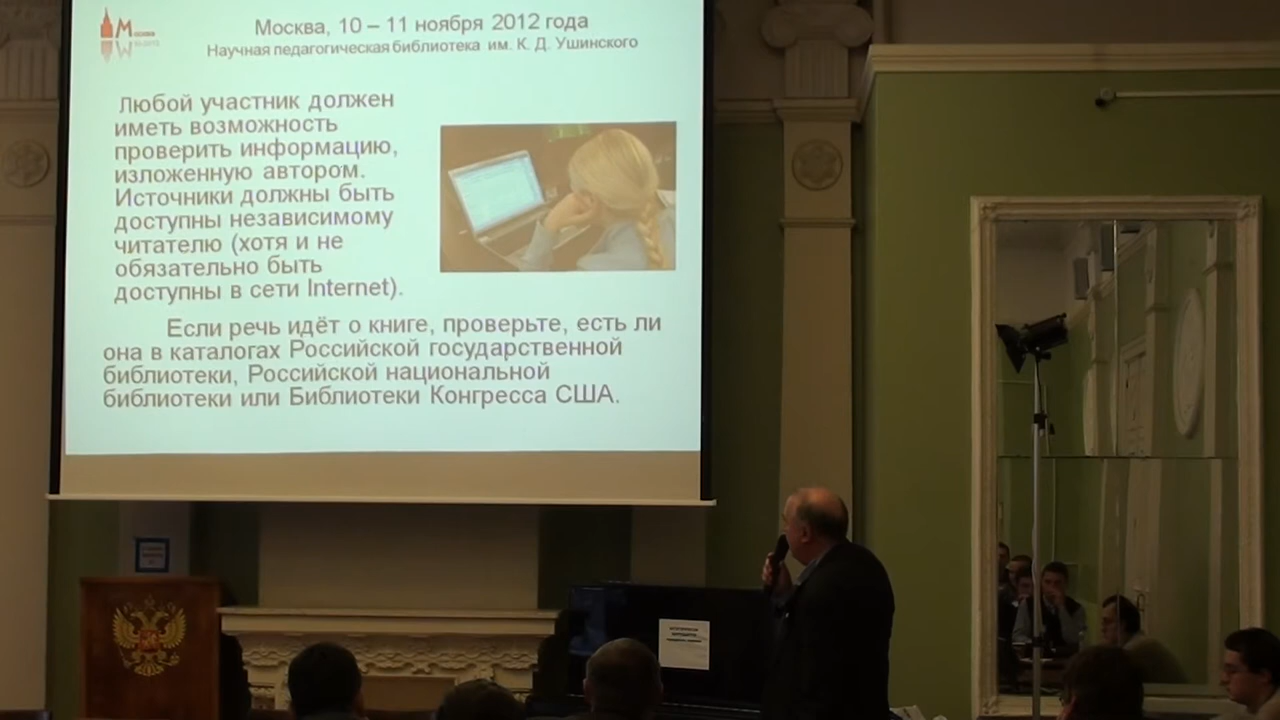 Москва
Москва, 10 – 11 ноября 2012 года
Научная педагогическая библиотека им. К. Д. Ушинского
Любой участник должен
иметь возможность
проверить информацию,
изложенную автором.
Источники должны быть
доступны независимому
читателю (хотя и не
обязательно быть
доступны в сети Internet).
Если речь идёт о книге, проверьте, есть ли
она в каталогах Российской государственной
библиотеки, Российской национальной
библиотеки или Библиотеки Конгресса США.